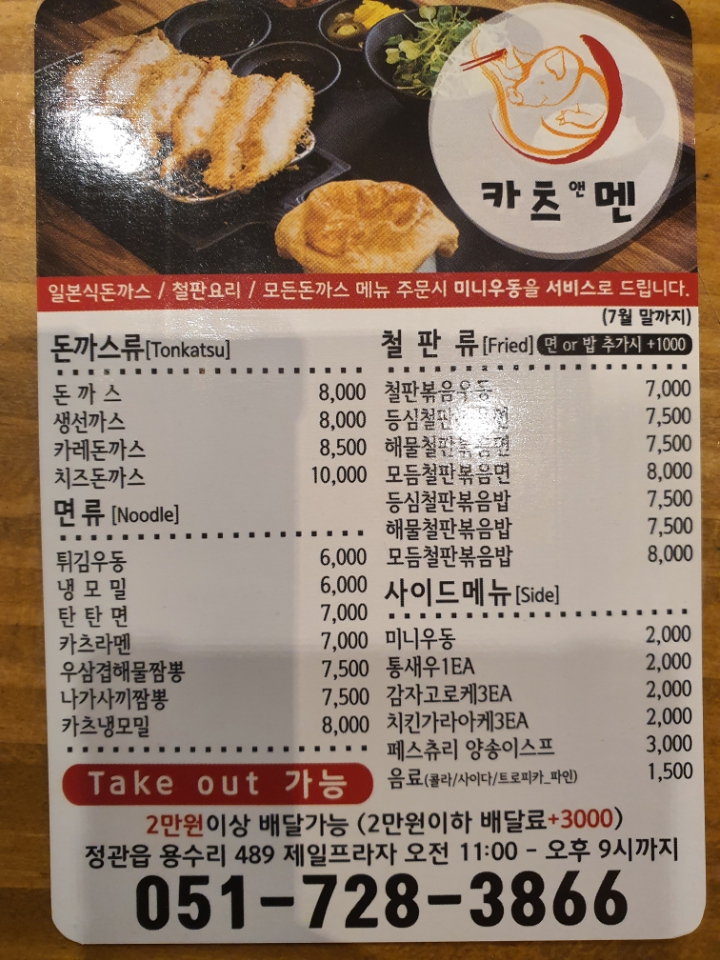 카츠앤멘
일본식돈까스 / 철판요리 / 모든돈까스 메뉴 주문시 미니우동을 서비스로 드립니다.
(7월 말까지)
돈까스류[Tonkatsu]
돈 까 스 8,000
생선까스 8,000
카레돈까스 8,500
치즈돈까스 10,000
면류 [Noodle]
튀김우동 6,000
냉 모 밀 6,000
탄 탄 면 7,000
카츠라멘 7,000
우삼겹해물짬뽕 7,500
나가사끼짬뽕 7,500
카츠냉모밀 8,000
철 판 류[Fried] 면 or 밥 추가시 +1000
철판볶음우동 7,000
등심철판볶음면 7,500
해물철판볶음면 7,500
모듬철판볶음면 8,000
등심철판볶음밥 7,500
해물철판볶음밥 7,500
모듬철판볶음밥 8,000
사이드메뉴[Side]
미니우동 2,000
통새우1EA 2,000
감자고로케3EA 2,000
치킨가라아케3EA 2,000
페스츄리 양송이스프 3,000
음료(콜라/사이다/트로피카_파인) 1,500
Take out 가능
2만원이상 배달가능 (2만원이하 배달료+3000)
정관읍 용수리 489 제일프라자 오전 11:00 - 오후 9시까지
051-728-3866